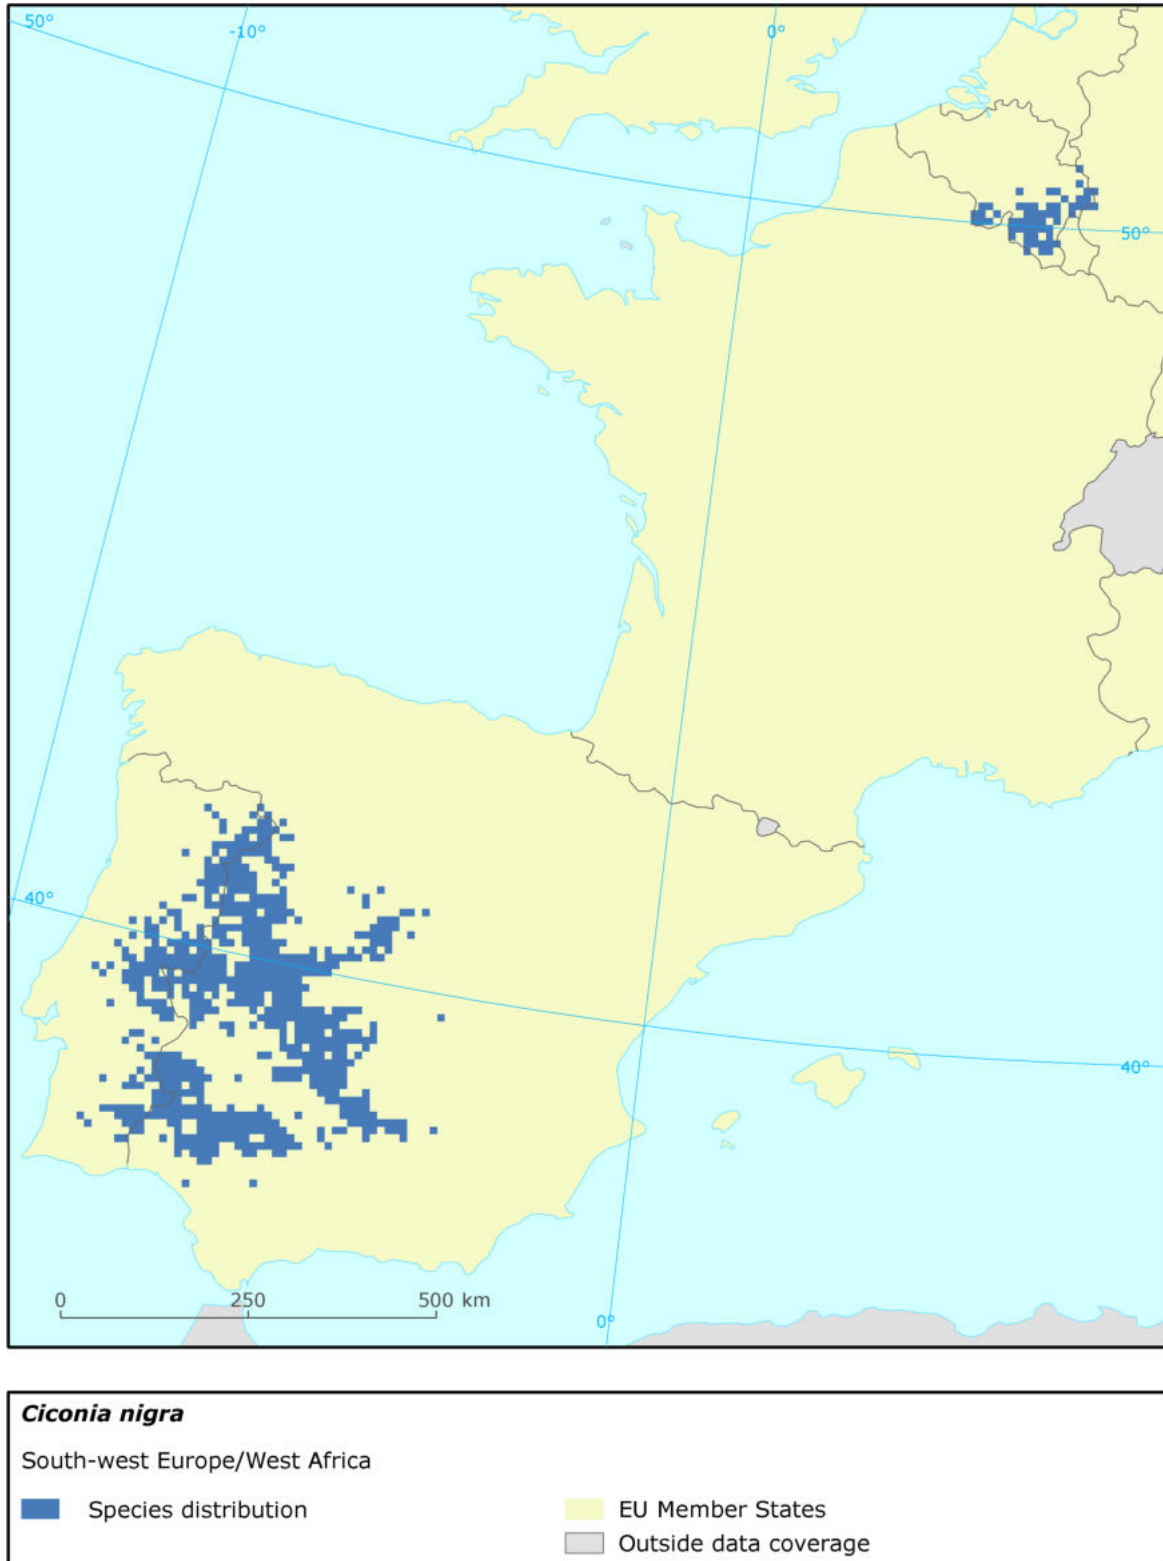 50°
-10°
0°
50°
40°
40°
0
250
500 km
0°
Ciconia nigra
South-west Europe/West Africa
Species distribution
EU Member States
Outside data coverage